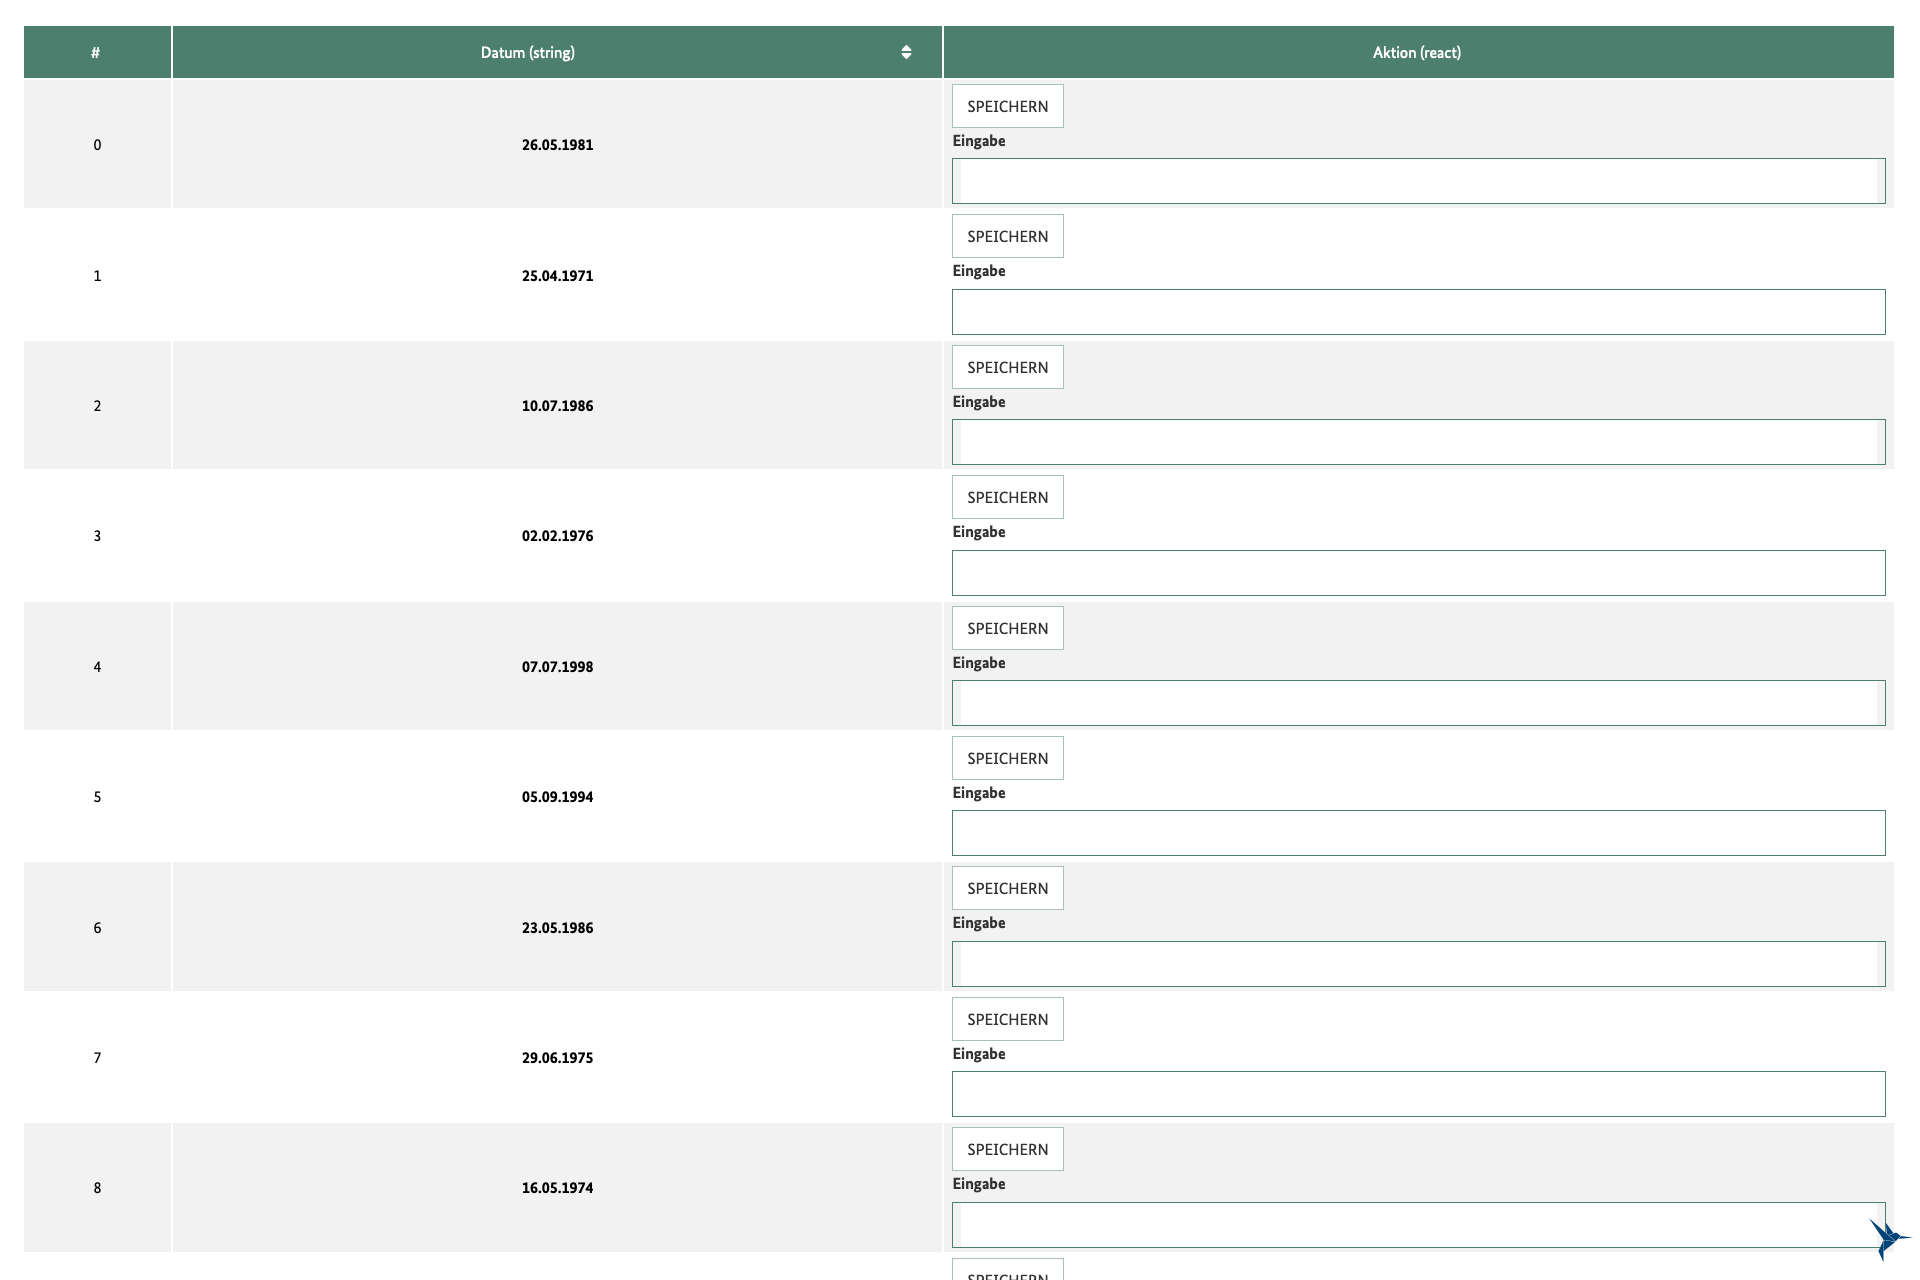 # Datum (string) Aktion (react)
SPEICHERN
Eingabe
0 26.05.1981
SPEICHERN
Eingabe
1 25.04.1971
SPEICHERN
Eingabe
2 10.07.1986
SPEICHERN
Eingabe
3 02.02.1976
SPEICHERN
Eingabe
4 07.07.1998
SPEICHERN
Eingabe
5 05.09.1994
SPEICHERN
Eingabe
6 23.05.1986
SPEICHERN
Eingabe
7 29.06.1975
SPEICHERN
Eingabe
8 16.05.1974
SPEICHERN